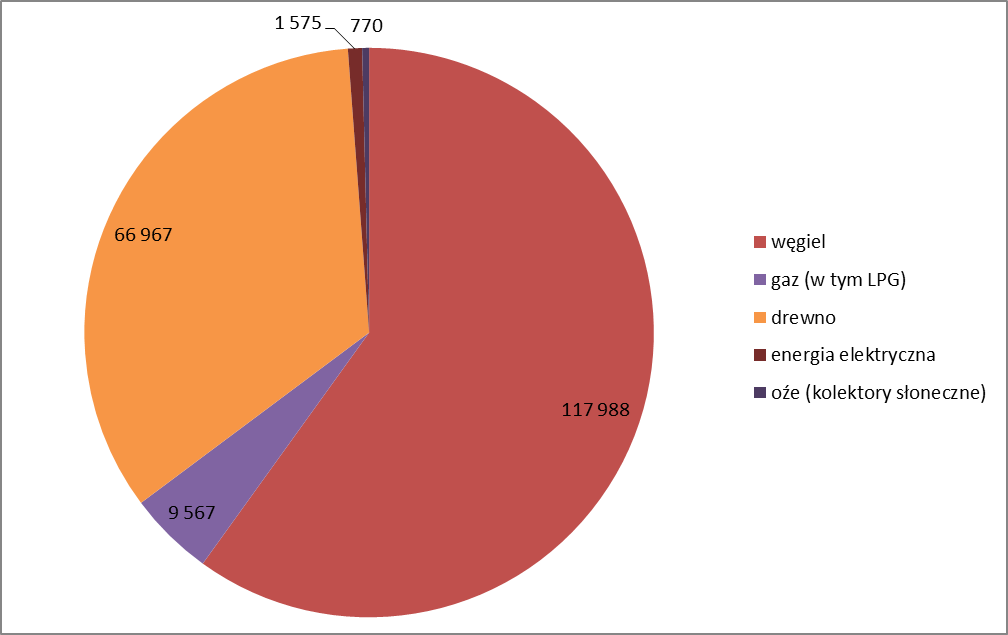 1 575
770
66 967
117 988
9 567
węgiel
gaz (w tym LPG)
drewno
energia elektryczna
oźe (kolektory słoneczne)